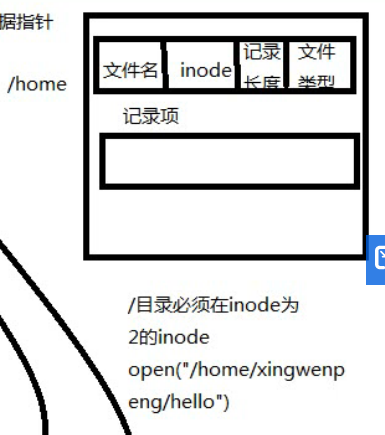 据指针
/home
文件名 inode 记录长度 文件类型
记录项
/目录必须在inode为
2的inode
open("/home/xingwenp
eng/hello")